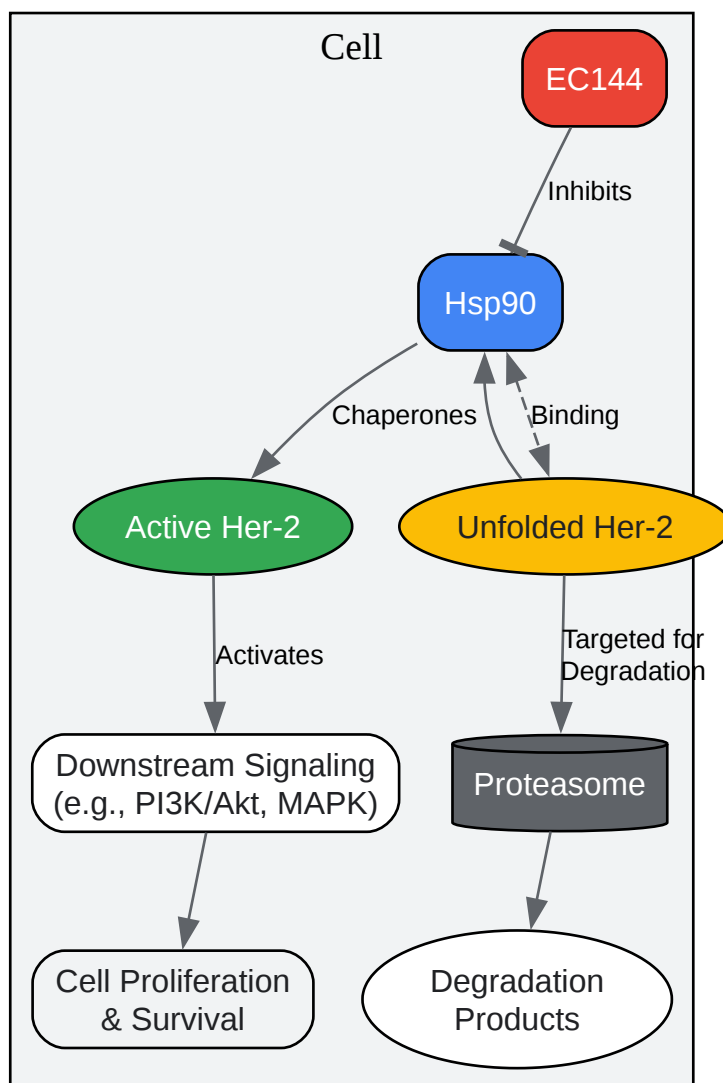 Cell
EC144
Inhibits
Hsp90
Chaperones
Binding
Active Her-2
Unfolded Her-2
Activates
Targeted for
Degradation
Downstream Signaling
(e.g., PI3K/Akt, MAPK)
Proteasome
Cell Proliferation
& Survival
Degradation
Products